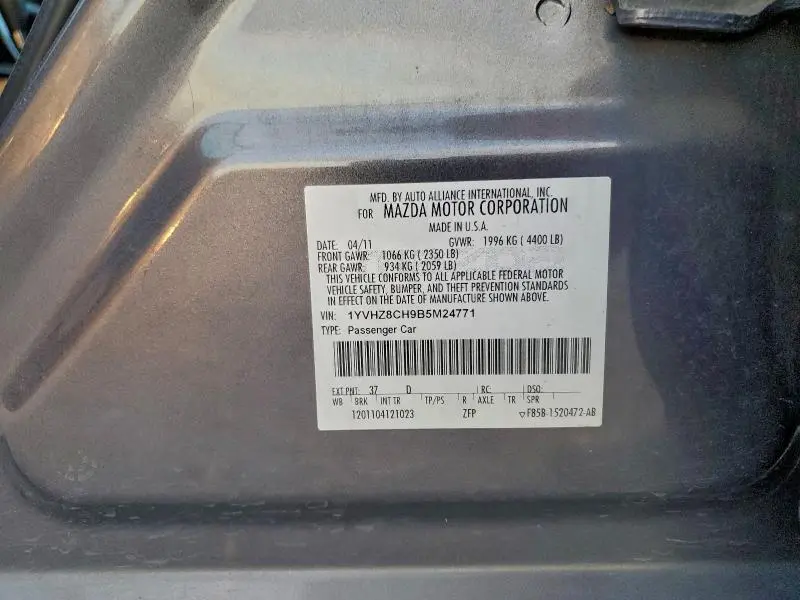 MFD. BY AUTO ALLIANCE INTERNATIONAL, INC.
FOR MAZDA MOTOR CORPORATION
MADE IN U.S.A.
DATE: 04/11 GVWR: 1996 KG ( 4400 LB)
FRONT GAWR: 1066 KG ( 2350 LB)
REAR GAWR: 934 KG ( 2059 LB)
THIS VEHICLE CONFORMS TO ALL APPLICABLE FEDERAL MOTOR
VEHICLE SAFETY, BUMPER, AND THEFT PREVENTION STANDARDS
IN EFFECT ON THE DATE OF MANUFACTURE SHOWN ABOVE.
VIN: 1YVHZ8CH9B5M24771
TYPE: Passenger Car
EXT PNT: 37 D RC: DSO:
WB BRK INT TR TP/PS R AXLE TR SPR
1201104121023 ZFP ▽ F85B-1520472-AB